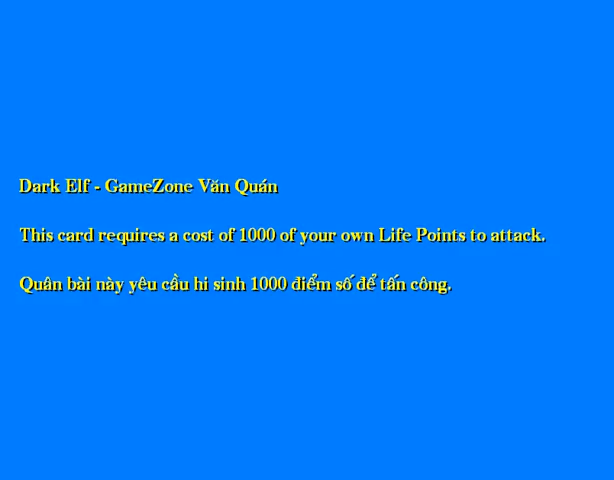 Dark Elf - GameZone Văn Quán
This card requires a cost of 1000 of your own Life Points to attack.
Quân bài này yêu cầu hi sinh 1000 điểm số để tấn công.